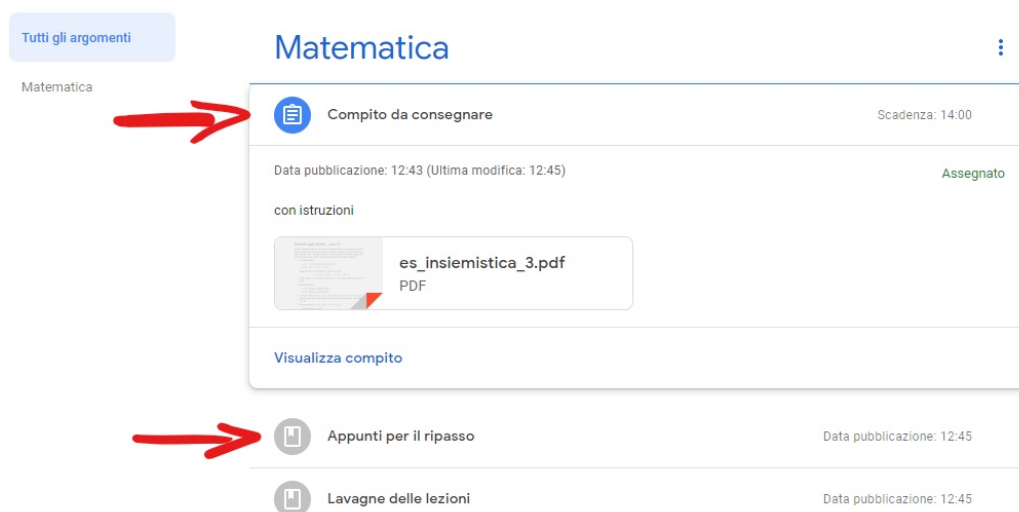 Tutti gli argomenti
Matematica
Matematica
Compito da consegnare
Scadenza: 14:00
Data pubblicazione: 12:43 (Ultima modifica: 12:45)
Assegnato
con istruzioni
es_insiemistica_3.pdf
PDF
Visualizza compito
Appunti per il ripasso
Data pubblicazione: 12:45
Lavagne delle lezioni
Data pubblicazione: 12:45